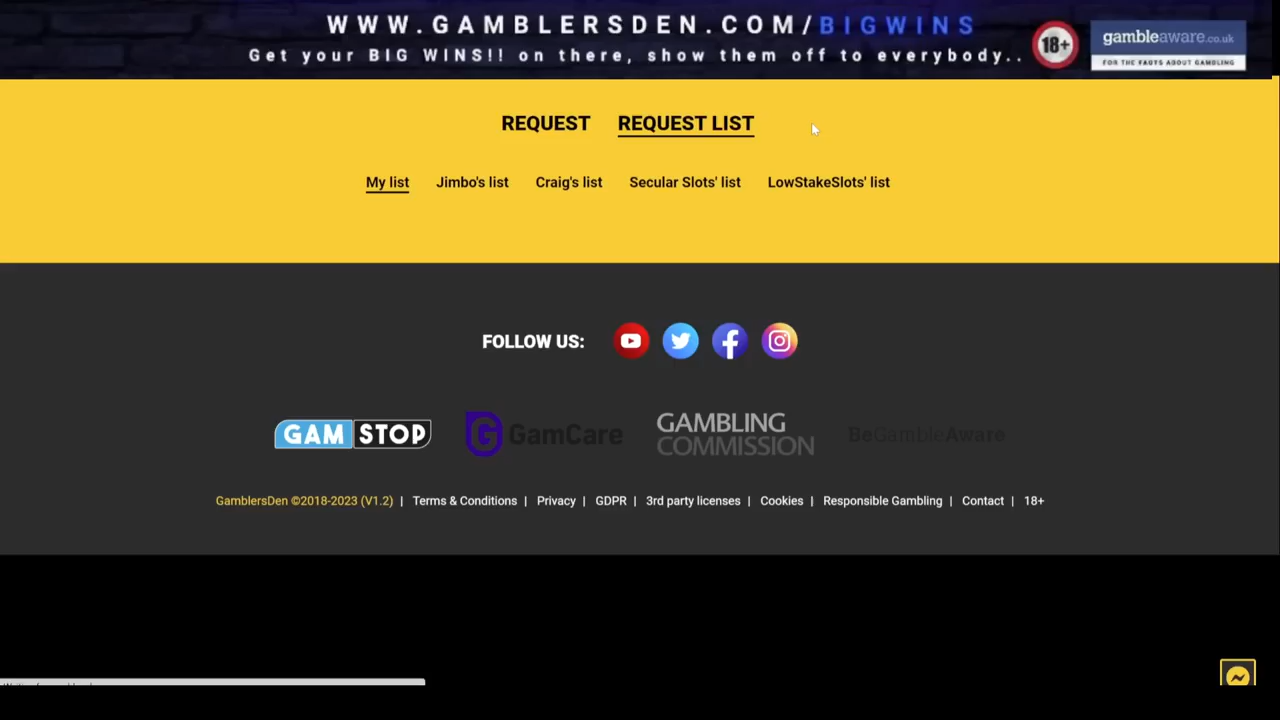 WWW.GAMBLERSDEN.COM/BIGWINS
Get your BIG WINS!! on there, show them off to everybody..
18+
gambleaware.co.uk
FOR THE FACTS ABOUT GAMBLING
REQUEST REQUEST LIST
My list Jimbo's list Craig's list Secular Slots' list LowStakeSlots' list
FOLLOW US:
GAM STOP
GamCare
GAMBLING COMMISSION
BeGambleAware
GamblersDen ©2018-2023 (V1.2) | Terms & Conditions | Privacy | GDPR | 3rd party licenses | Cookies | Responsible Gambling | Contact | 18+